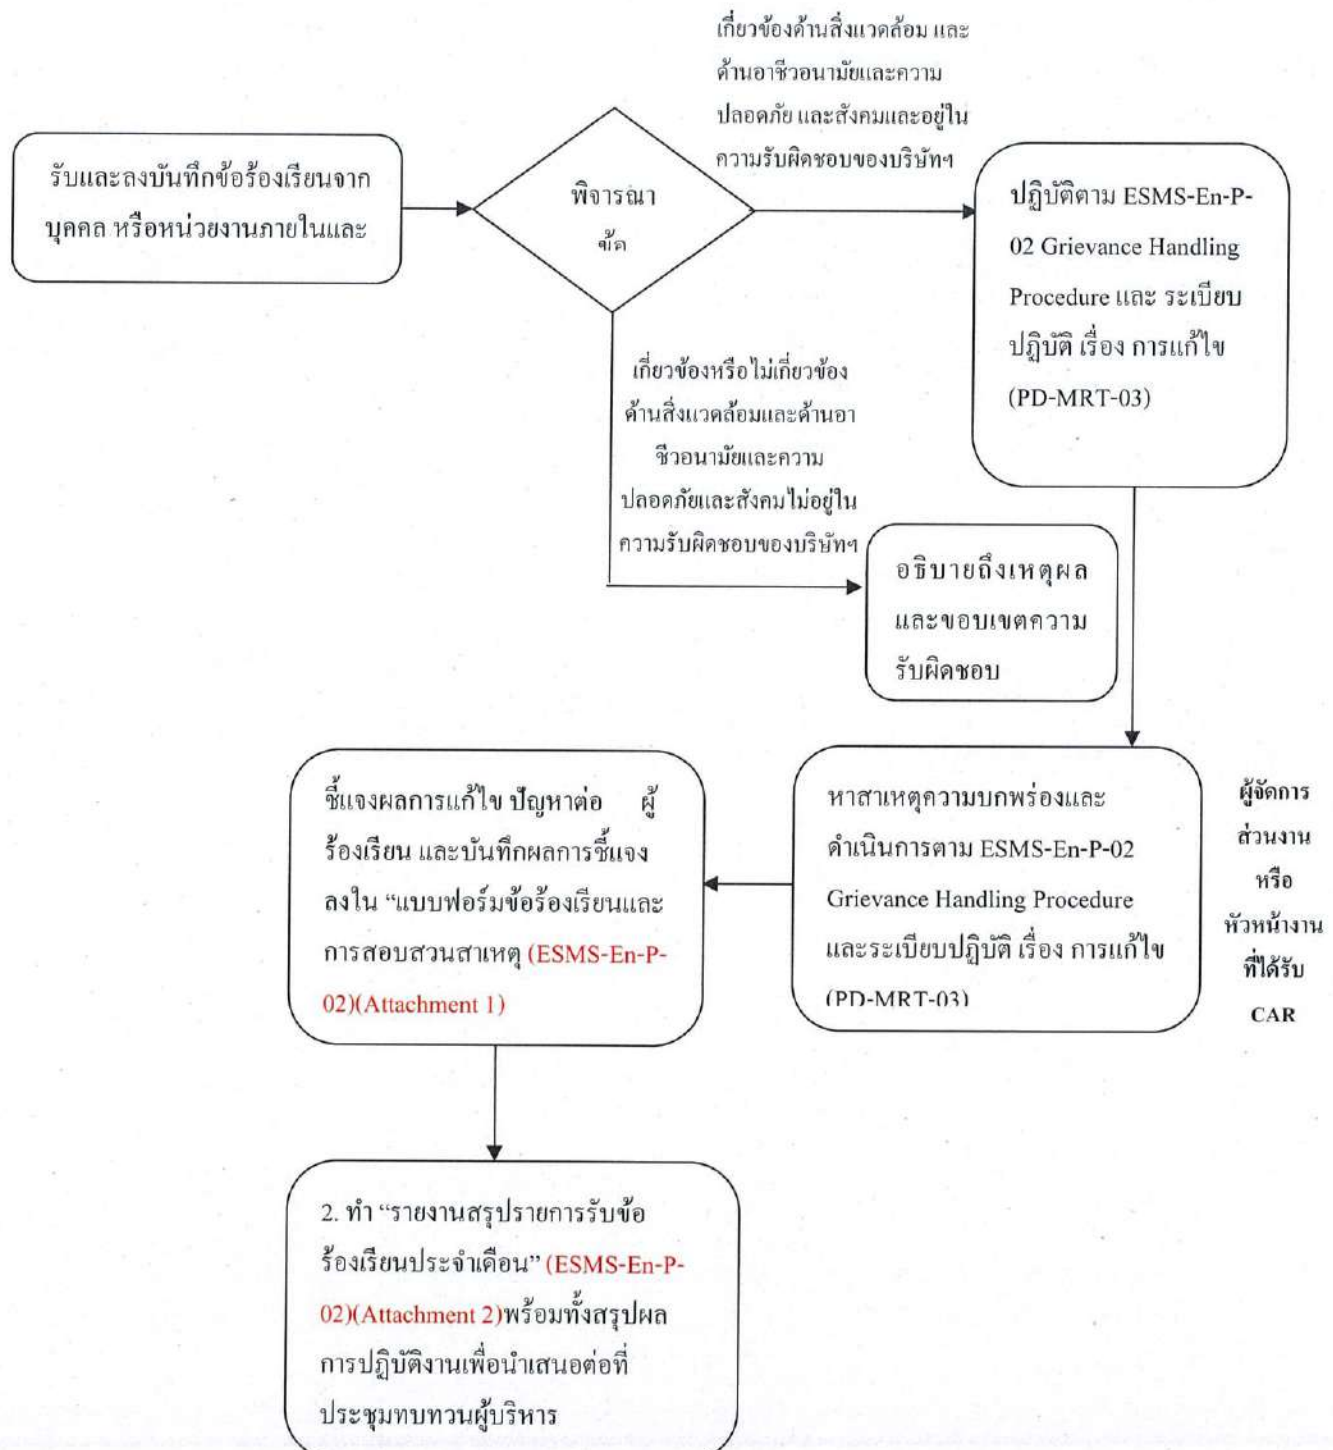 เกี่ยวข้องด้านสิ่งแวดล้อม และ
ด้านอาชีวอนามัยและความ
ปลอดภัย และสังคมและอยู่ใน
ความรับผิดชอบของบริษัทฯ
รับและลงบันทึกข้อร้องเรียนจาก
บุคคล หรือหน่วยงานภายในและ
พิจารณา
ข้อ
ปฏิบัติตาม ESMS-En-P-
02 Grievance Handling
Procedure และ ระเบียบ
ปฏิบัติ เรื่อง การแก้ไข
(PD-MRT-03)
เกี่ยวข้องหรือไม่เกี่ยวข้อง
ด้านสิ่งแวดล้อมและด้านอา
ชีวอนามัยและความ
ปลอดภัยและสังคมไม่อยู่ใน
ความรับผิดชอบของบริษัทฯ
อธิบายถึงเหตุผล
และขอบเขตความ
รับผิดชอบ
หาสาเหตุความบกพร่องและ
ดำเนินการตาม ESMS-En-P-02
Grievance Handling Procedure
และระเบียบปฏิบัติ เรื่อง การแก้ไข
(PD-MRT-03)
ผู้จัดการ
ส่วนงาน
หรือ
หัวหน้างาน
ที่ได้รับ
CAR
ชี้แจงผลการแก้ไข ปัญหาต่อ ผู้
ร้องเรียน และบันทึกผลการชี้แจง
ลงใน “แบบฟอร์มข้อร้องเรียนและ
การสอบสวนสาเหตุ (ESMS-En-P-
02)(Attachment 1)
2. ทำ “รายงานสรุปรายการรับข้อ
ร้องเรียนประจำเดือน” (ESMS-En-P-
02)(Attachment 2)พร้อมทั้งสรุปผล
การปฏิบัติงานเพื่อนำเสนอต่อที่
ประชุมทบทวนผู้บริหาร